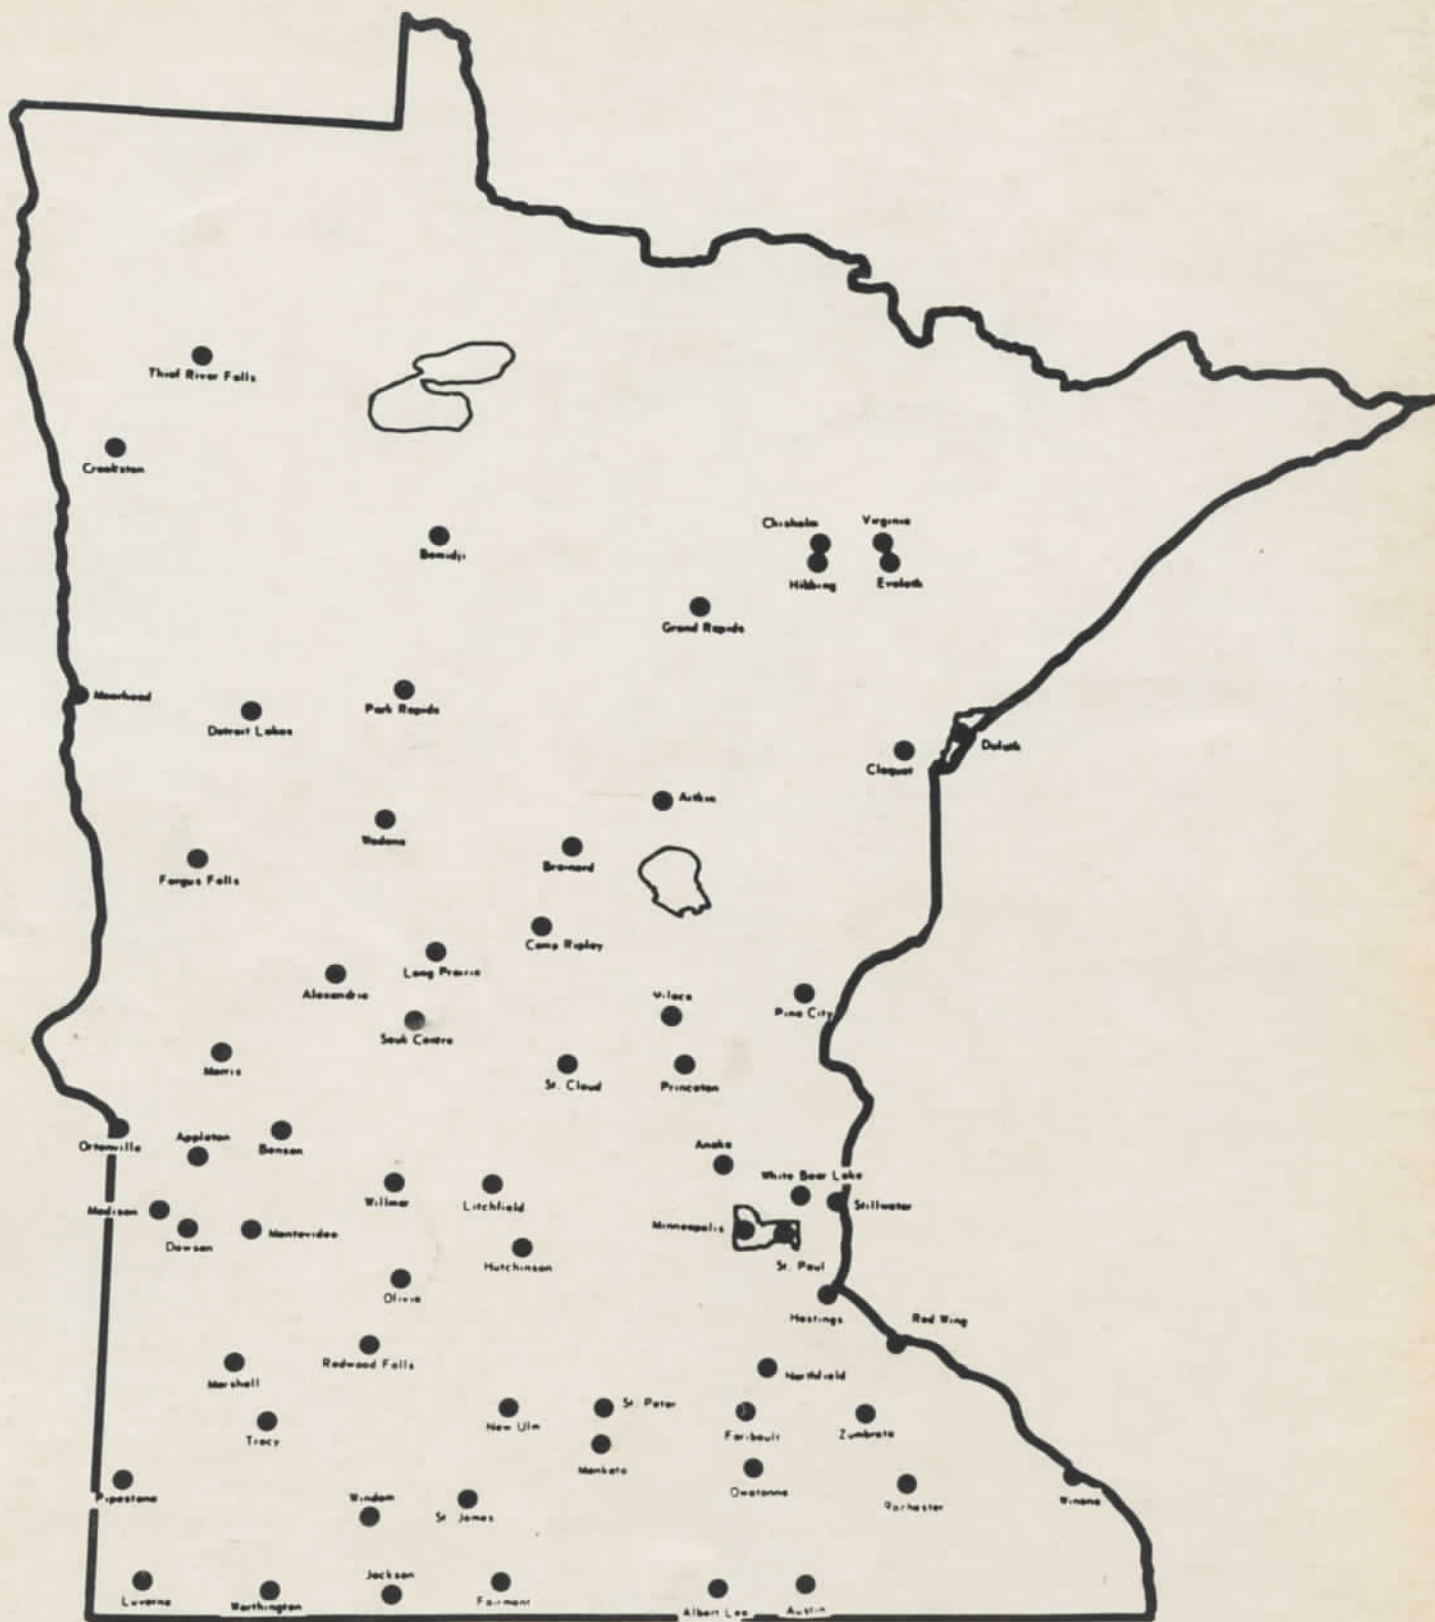 Thief River Falls
Crookston
Bemidji
Chisholm
Virginia
Hibbing
Eveleth
Grand Rapids
Moorhead
Detroit Lakes
Park Rapids
Duluth
Cloquet
Aitkin
Wadena
Brainerd
Fergus Falls
Camp Ripley
Long Prairie
Alexandria
Milaca
Pine City
Sauk Centre
Morris
St. Cloud
Princeton
Ortonville
Appleton
Benson
Anoka
White Bear Lake
Willmar
Litchfield
Stillwater
Madison
Dawson
Montevideo
Minneapolis
St. Paul
Hutchinson
Olivia
Hastings
Red Wing
Redwood Falls
Marshall
Northfield
New Ulm
St. Peter
Faribault
Zumbrota
Tracy
Mankato
Owatonna
Rochester
Winona
Pipestone
Windom
St. James
Luverne
Worthington
Jackson
Fairmont
Albert Lea
Austin